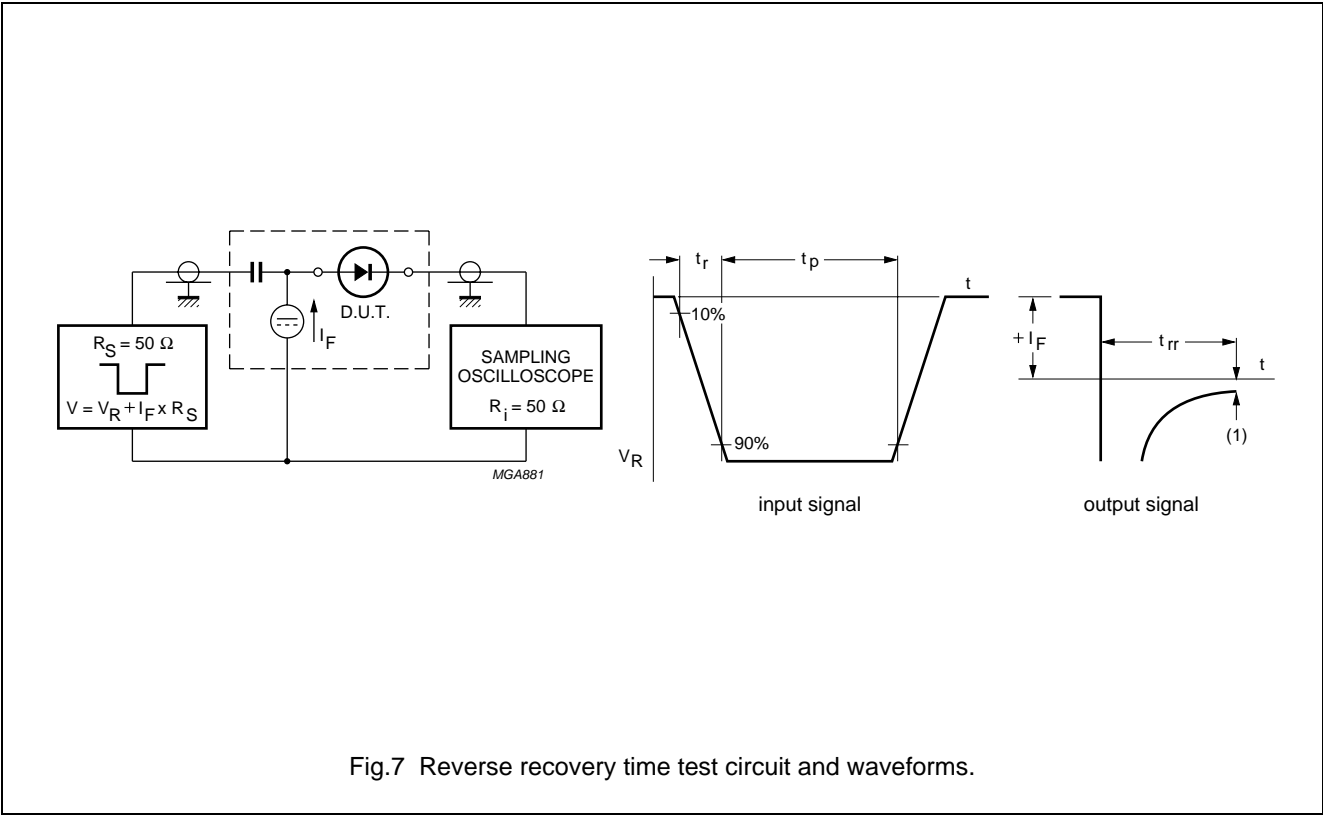 D.U.T.
I_F
R_S = 50 Ω
V = V_R + I_F x R_S
SAMPLING
OSCILLOSCOPE
R_i = 50 Ω
MGA881
t_r
t_p
t
10%
90%
V_R
input signal
+ I_F
t_rr
t
(1)
output signal
Fig.7 Reverse recovery time test circuit and waveforms.